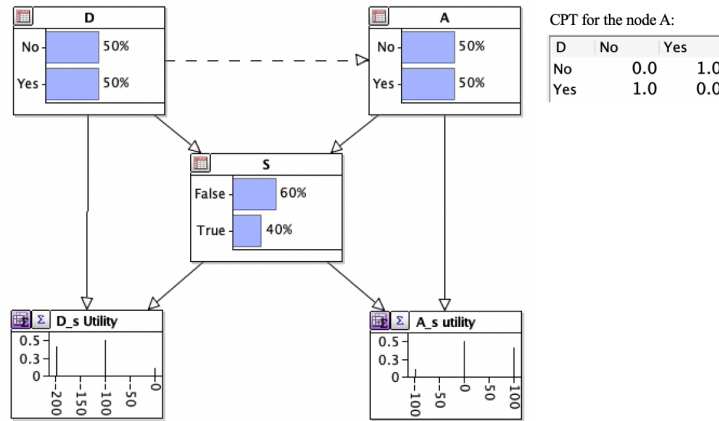 D
No 50%
Yes 50%
A
No 50%
Yes 50%
CPT for the node A:
D No Yes
No 0.0 1.0
Yes 1.0 0.0
S
False 60%
True 40%
Σ D_s Utility
0.5
0.3
0
-200 -150 -100 -50 0
Σ A_s utility
0.5
0.3
0
-100 -50 0 50 100